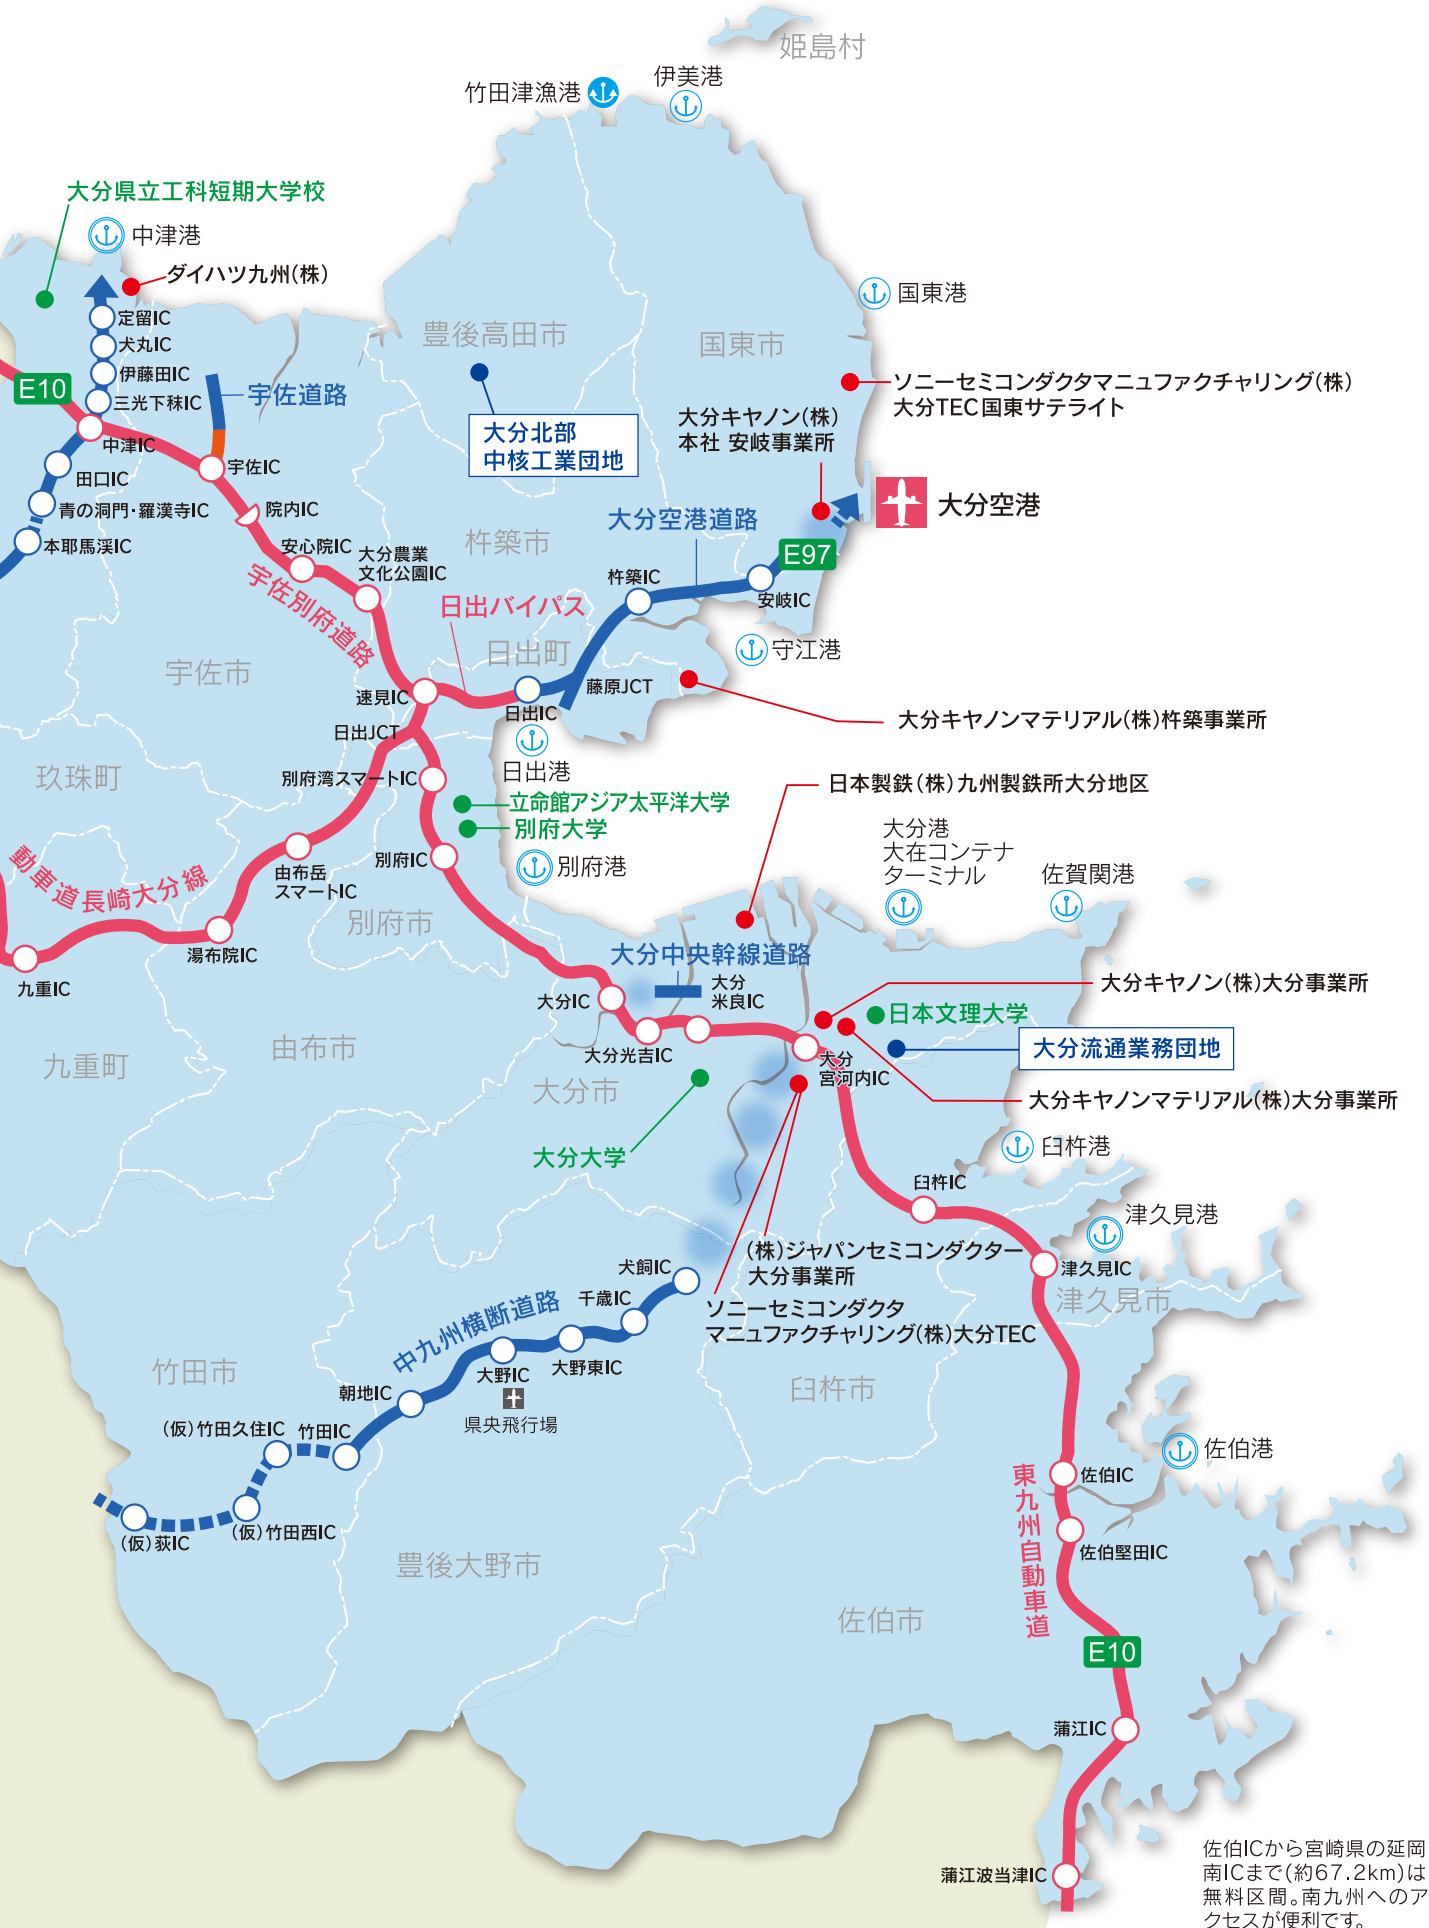 姫島村
伊美港
竹田津漁港
大分県立工科短期大学校
中津港
ダイハツ九州(株)
国東港
定留IC
犬丸IC
伊藤田IC
三光下秣IC
E10
宇佐道路
豊後高田市
国東市
ソニーセミコンダクタマニュファクチャリング(株)
大分TEC国東サテライト
大分キヤノン(株)
本社 安岐事業所
大分北部
中核工業団地
中津IC
田口IC
宇佐IC
青の洞門・羅漢寺IC
院内IC
本耶馬渓IC
安心院IC
大分農業
文化公園IC
大分空港
大分空港道路
杵築市
E97
杵築IC
安岐IC
宇佐別府道路
日出バイパス
日出町
守江港
宇佐市
速見IC
藤原JCT
日出IC
日出JCT
大分キヤノンマテリアル(株)杵築事業所
日出港
玖珠町
別府湾スマートIC
日本製鉄(株)九州製鉄所大分地区
立命館アジア太平洋大学
別府大学
大分港
大在コンテナ
ターミナル
佐賀関港
別府IC
別府港
動車道長崎大分線
由布岳
スマートIC
別府市
湯布院IC
九重IC
大分中央幹線道路
大分
米良IC
大分IC
大分キヤノン(株)大分事業所
日本文理大学
大分光吉IC
大分流通業務団地
大分
宮河内IC
九重町
由布市
大分市
大分キヤノンマテリアル(株)大分事業所
大分大学
臼杵港
臼杵IC
津久見港
(株)ジャパンセミコンダクター
大分事業所
津久見IC
津久見市
犬飼IC
千歳IC
ソニーセミコンダクタ
マニュファクチャリング(株)大分TEC
中九州横断道路
大野東IC
大野IC
県央飛行場
朝地IC
竹田市
臼杵市
(仮)竹田久住IC
竹田IC
佐伯港
東九州自動車道
佐伯IC
(仮)荻IC
(仮)竹田西IC
佐伯堅田IC
豊後大野市
佐伯市
E10
蒲江IC
蒲江波当津IC
佐伯ICから宮崎県の延岡
南ICまで(約67.2km)は
無料区間。南九州へのア
クセスが便利です。